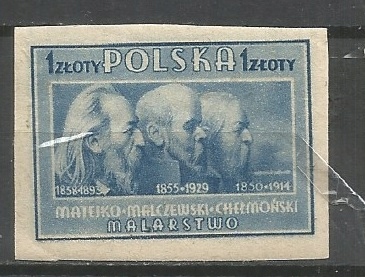 1 ZŁOTY POLSKA 1 ZŁOTY
1838-1893 1855-1929 1850-1914
MATEJKO·MALCZEWSKI·CHEŁMOŃSKI
MALARSTWO